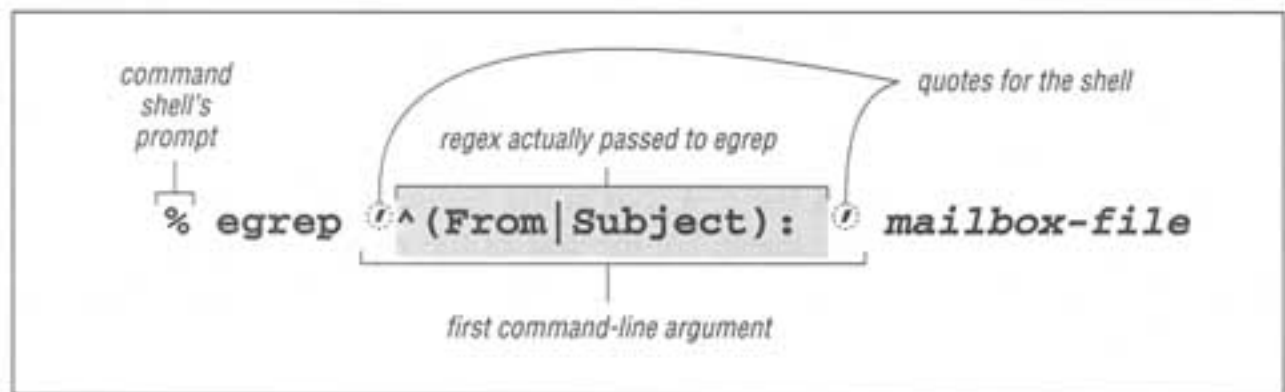 command
shell's
prompt
quotes for the shell
regex actually passed to egrep
% egrep '^(From|Subject): ' mailbox-file
first command-line argument